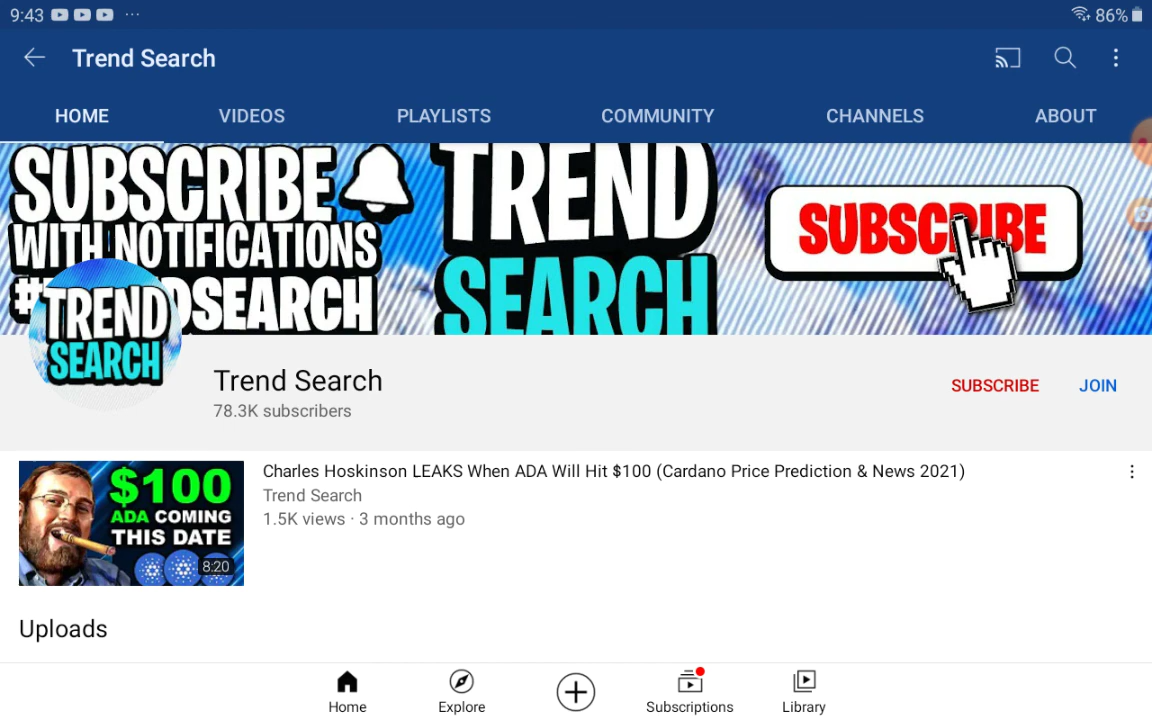 9:43
86%
Trend Search
HOME VIDEOS PLAYLISTS COMMUNITY CHANNELS ABOUT
SUBSCRIBE
WITH NOTIFICATIONS
TREND
SEARCH
SUBSCRIBE
TREND
SEARCH
Trend Search
78.3K subscribers
SUBSCRIBE JOIN
$100
ADA COMING
THIS DATE
8:20
Charles Hoskinson LEAKS When ADA Will Hit $100 (Cardano Price Prediction & News 2021)
Trend Search
1.5K views · 3 months ago
Uploads
Home Explore Subscriptions Library